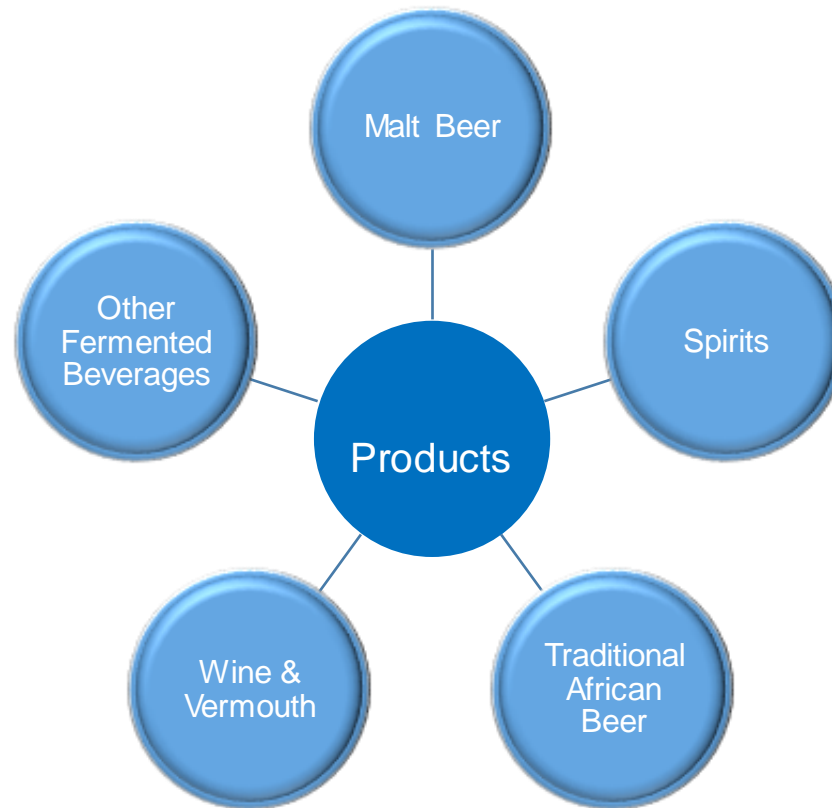 Malt Beer
Other
Fermented
Beverages
Spirits
Products
Wine &
Vermouth
Traditional
African
Beer